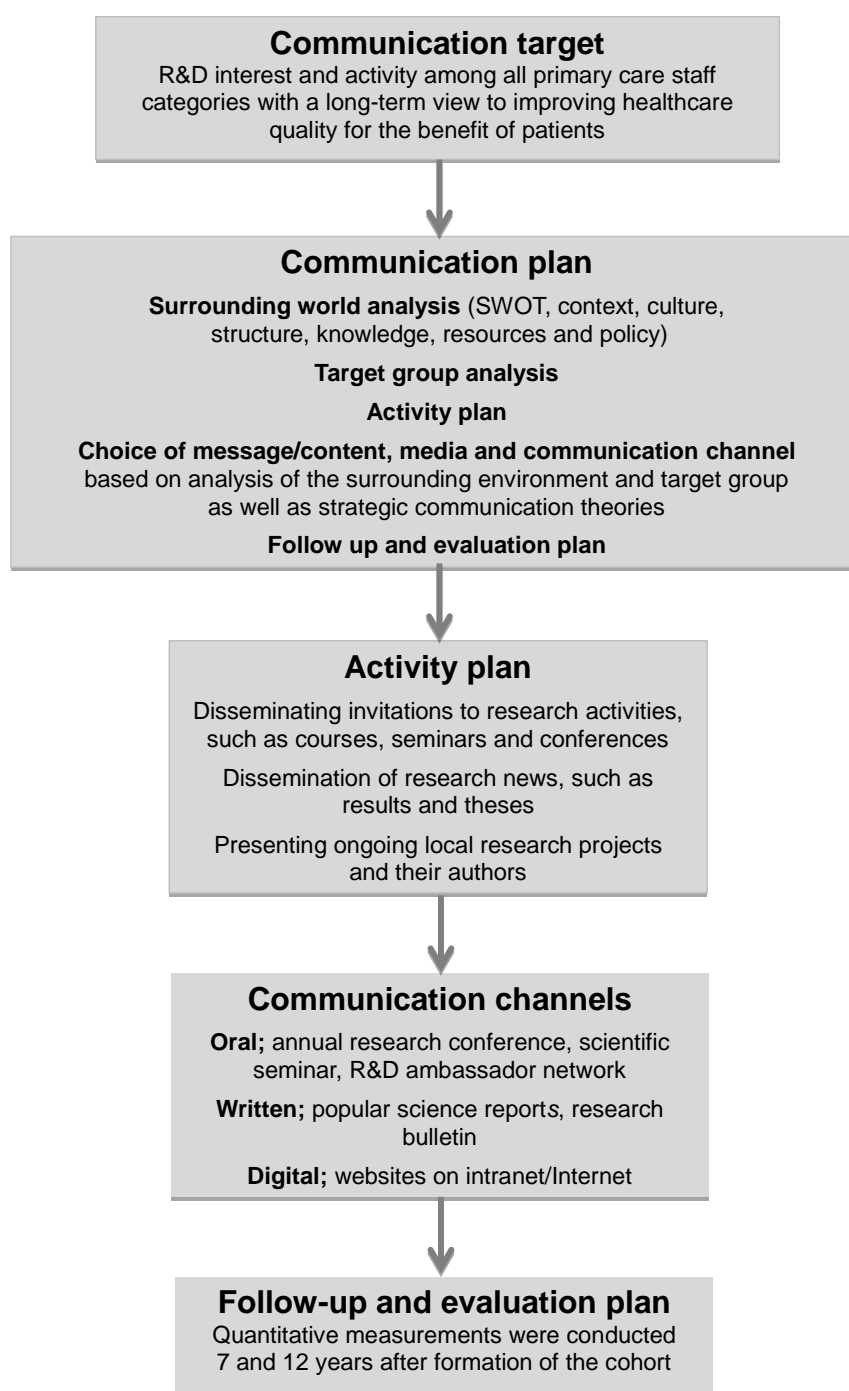 Communication target
R&D interest and activity among all primary care staff
categories with a long-term view to improving healthcare
quality for the benefit of patients
Communication plan
Surrounding world analysis (SWOT, context, culture,
structure, knowledge, resources and policy)
Target group analysis
Activity plan
Choice of message/content, media and communication channel
based on analysis of the surrounding environment and target group
as well as strategic communication theories
Follow up and evaluation plan
Activity plan
Disseminating invitations to research activities,
such as courses, seminars and conferences
Dissemination of research news, such as
results and theses
Presenting ongoing local research projects
and their authors
Communication channels
Oral; annual research conference, scientific
seminar, R&D ambassador network
Written; popular science reports, research
bulletin
Digital; websites on intranet/Internet
Follow-up and evaluation plan
Quantitative measurements were conducted
7 and 12 years after formation of the cohort